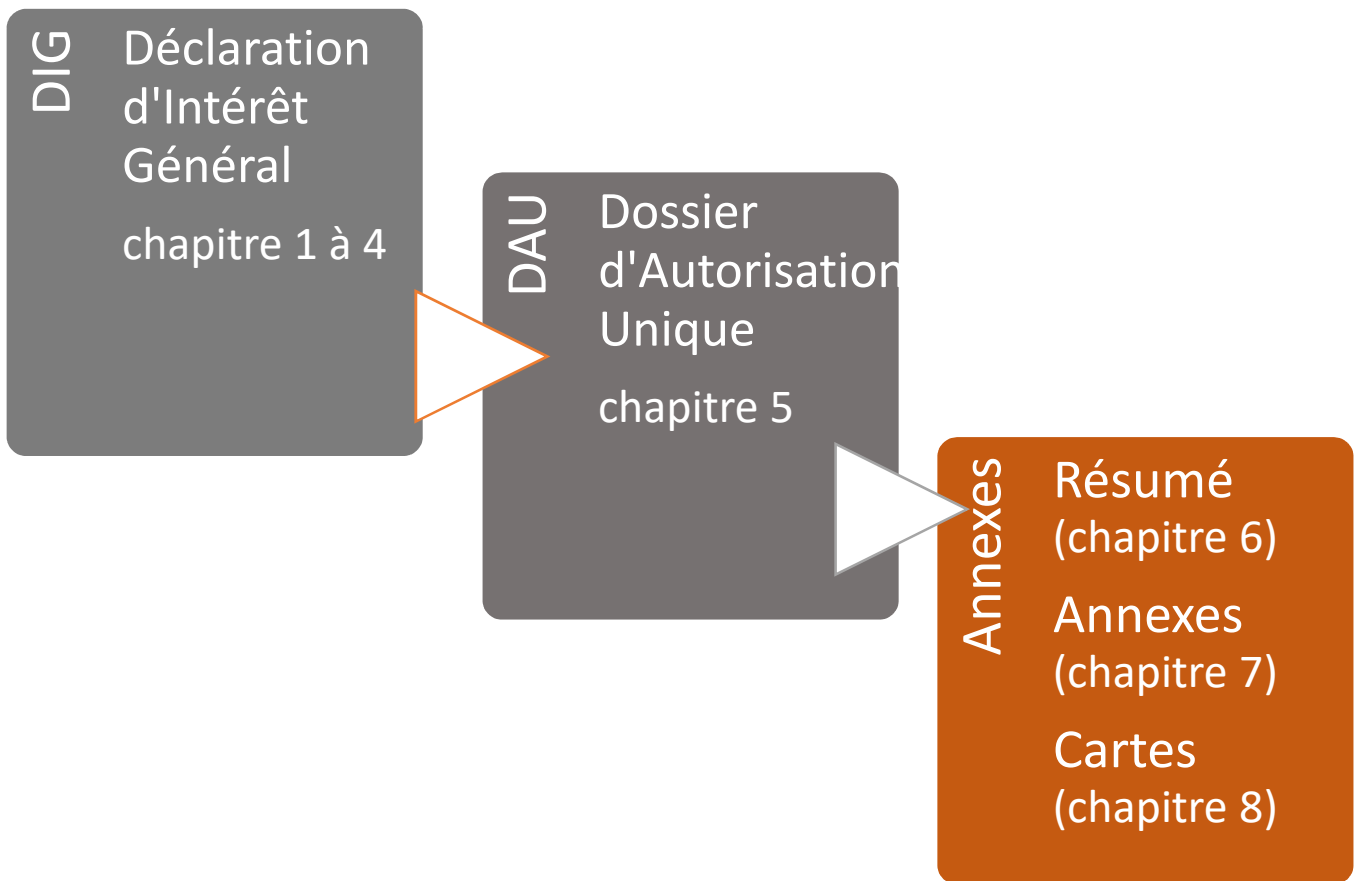 DIG
Déclaration
d'Intérêt
Général
chapitre 1 à 4
DAU
Dossier
d'Autorisation
Unique
chapitre 5
Annexes
Résumé
(chapitre 6)
Annexes
(chapitre 7)
Cartes
(chapitre 8)